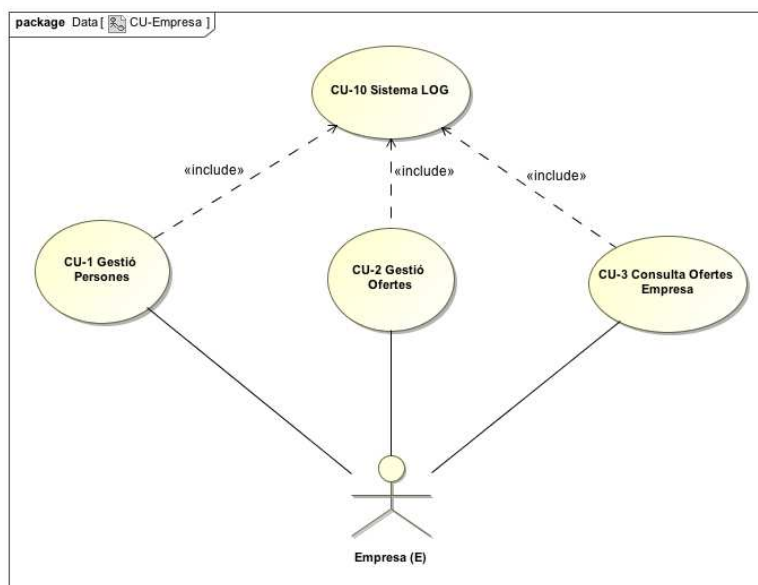 package Data [ CU-Empresa ]
CU-10 Sistema LOG
«include»
«include»
«include»
CU-1 Gestió
Persones
CU-2 Gestió
Ofertes
CU-3 Consulta Ofertes
Empresa
Empresa (E)